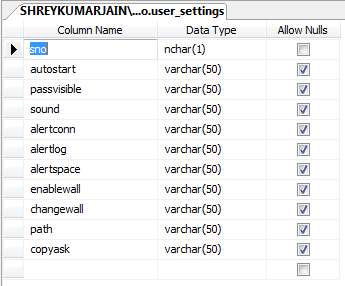 SHREYKUMARJAIN\...o.user_settings
Column Name Data Type Allow Nulls
sno nchar(1)
autostart varchar(50)
passvisible varchar(50)
sound varchar(50)
alertconn varchar(50)
alertlog varchar(50)
alertspace varchar(50)
enablewall varchar(50)
changewall varchar(50)
path varchar(50)
copyask varchar(50)